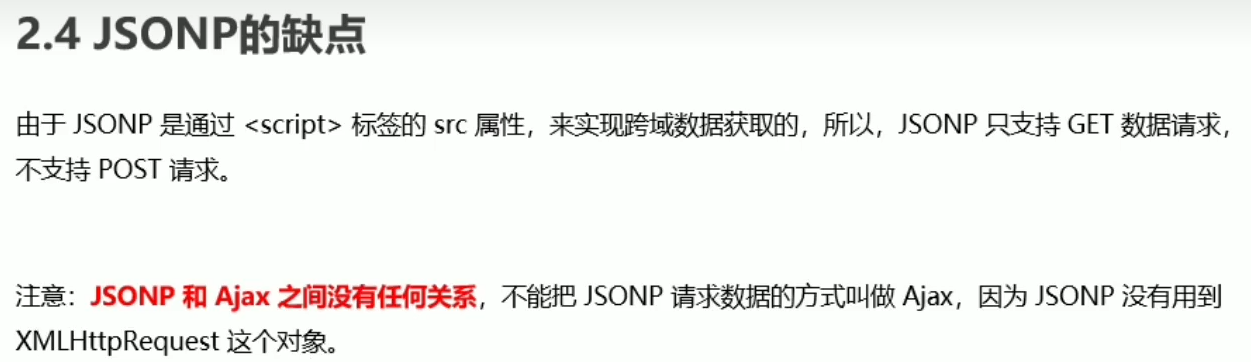 2.4 JSONP的缺点
由于 JSONP 是通过 <script> 标签的 src 属性，来实现跨域数据获取的，所以，JSONP 只支持 GET 数据请求，
不支持 POST 请求。
注意：JSONP 和 Ajax 之间没有任何关系，不能把 JSONP 请求数据的方式叫做 Ajax，因为 JSONP 没有用到
XMLHttpRequest 这个对象。